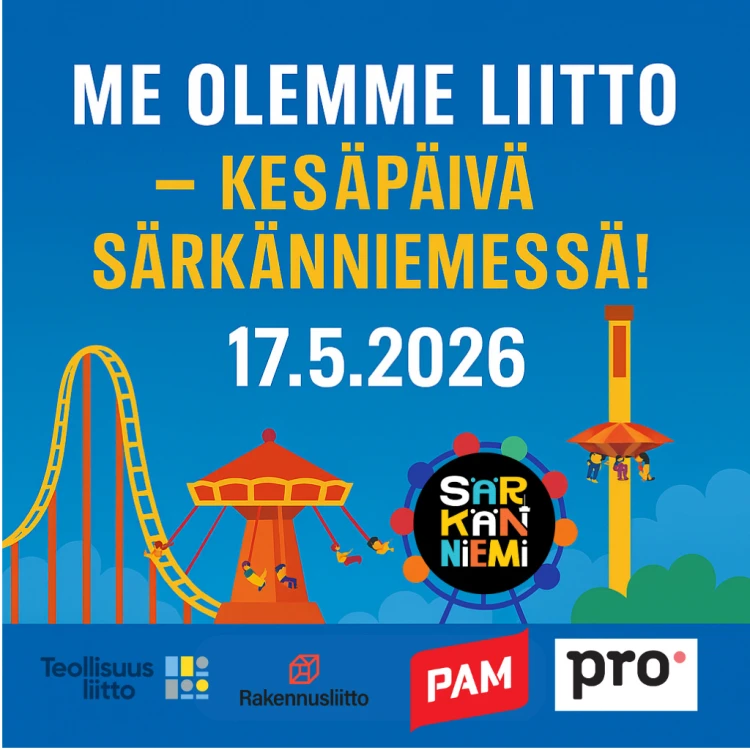 ME OLEMME LIITTO
– KESÄPÄIVÄ
SÄRKÄNNIEMESSÄ!
17.5.2026
SÄR
KÄN
NIEMI
Teollisuus
liitto
Rakennusliitto
PAM
pro